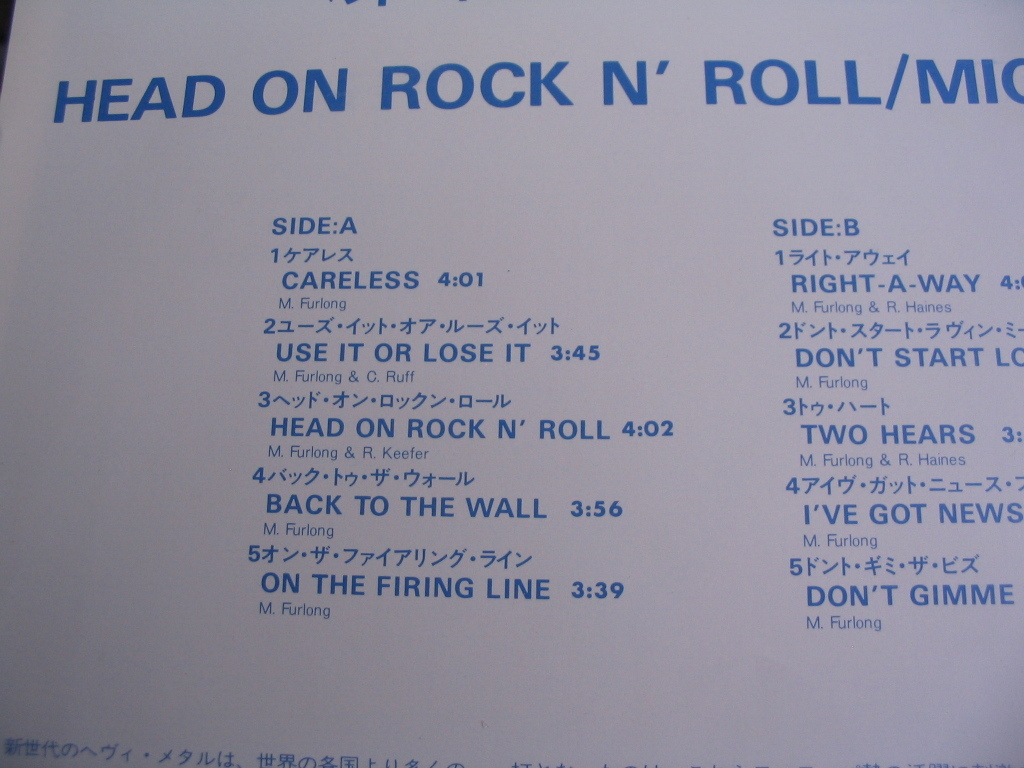 HEAD ON ROCK N' ROLL/MIC
SIDE:A
1ケアレス
CARELESS 4:01
M. Furlong
2ユーズ・イット・オア・ルーズ・イット
USE IT OR LOSE IT 3:45
M. Furlong & C. Ruff
3ヘッド・オン・ロックン・ロール
HEAD ON ROCK N' ROLL 4:02
M. Furlong & R. Keefer
4バック・トゥ・ザ・ウォール
BACK TO THE WALL 3:56
M. Furlong
5オン・ザ・ファイアリング・ライン
ON THE FIRING LINE 3:39
M. Furlong
SIDE:B
1ライト・アウェイ
RIGHT-A-WAY 4:
M. Furlong & R. Haines
2ドント・スタート・ラヴィン・ミー
DON'T START LO
M. Furlong
3トゥ・ハート
TWO HEARS 3:
M. Furlong & R. Haines
4アイヴ・ガット・ニュース・フ
I'VE GOT NEWS
M. Furlong
5ドント・ギミ・ザ・ビズ
DON'T GIMME
M. Furlong
新世代のヘヴィ・メタルは、世界の各国より多くの